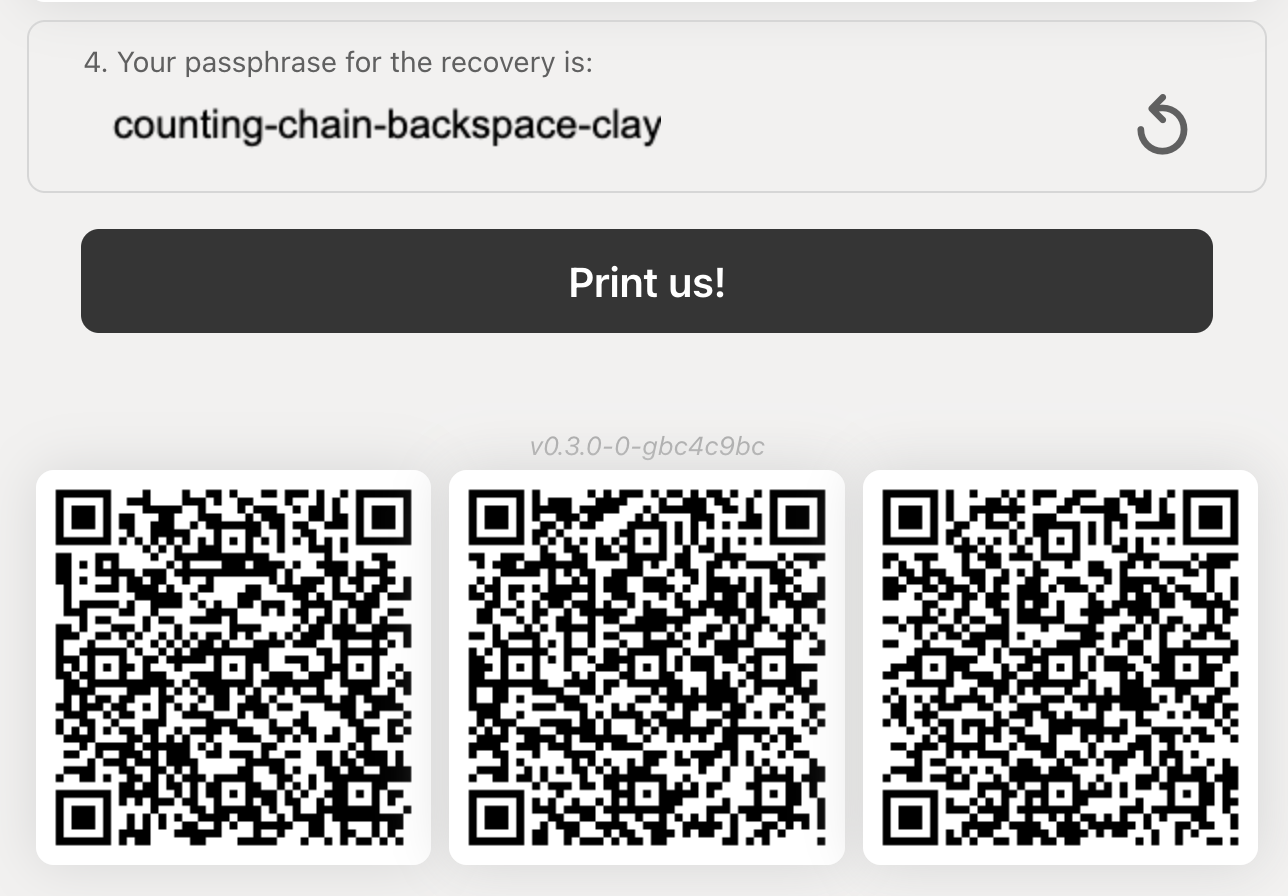 4. Your passphrase for the recovery is:
counting-chain-backspace-clay
Print us!
v0.3.0-0-gbc4c9bc